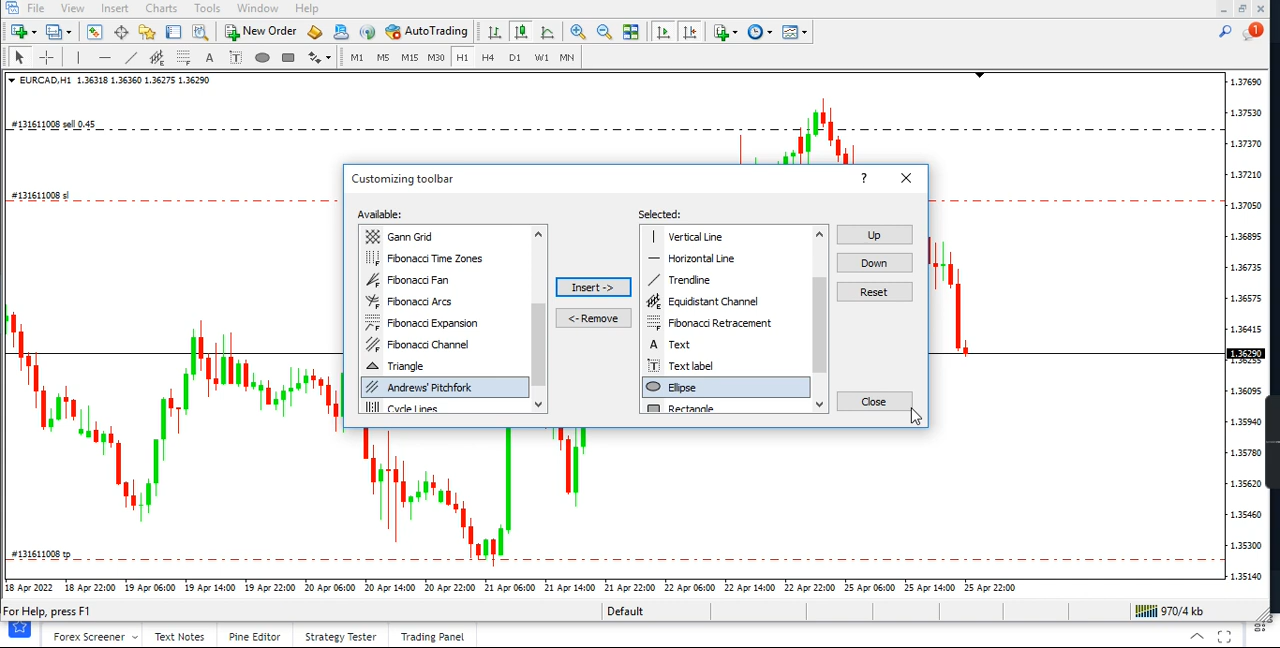 File View Insert Charts Tools Window Help
New Order AutoTrading 1
A T M1 M5 M15 M30 H1 H4 D1 W1 MN
EURCAD,H1 1.36318 1.36360 1.36275 1.36290
#131611008 sell 0.45
#131611008 sl
#131611008 tp
Customizing toolbar ?
Available:
Gann Grid
Fibonacci Time Zones
Fibonacci Fan
Fibonacci Arcs
Fibonacci Expansion
Fibonacci Channel
Triangle
Andrews' Pitchfork
Cycle Lines
Insert ->
<- Remove
Selected:
Vertical Line
Horizontal Line
Trendline
Equidistant Channel
Fibonacci Retracement
A Text
T Text label
Ellipse
Rectangle
Up
Down
Reset
Close
1.37690
1.37530
1.37370
1.37210
1.37050
1.36895
1.36735
1.36575
1.36415
1.36290
1.36255
1.36095
1.35940
1.35780
1.35620
1.35460
1.35300
1.35140
18 Apr 2022 18 Apr 22:00 19 Apr 06:00 19 Apr 14:00 19 Apr 22:00 20 Apr 06:00 20 Apr 14:00 20 Apr 22:00 21 Apr 06:00 21 Apr 14:00 21 Apr 22:00 22 Apr 06:00 22 Apr 14:00 22 Apr 22:00 25 Apr 06:00 25 Apr 14:00 25 Apr 22:00
For Help, press F1 Default 970/4 kb
Forex Screener Text Notes Pine Editor Strategy Tester Trading Panel